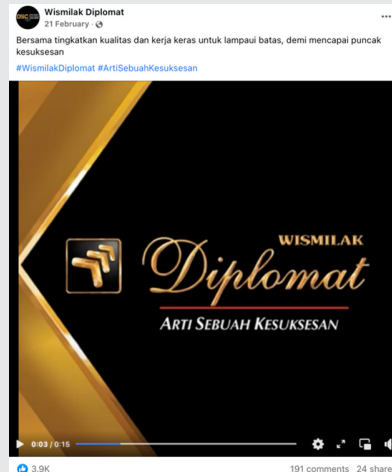 Wismilak Diplomat
21 February ·
Bersama tingkatkan kualitas dan kerja keras untuk lampaui batas, demi mencapai puncak
kesuksesan
#WismilakDiplomat #ArtiSebuahKesuksesan
WISMILAK
Diplomat
ARTI SEBUAH KESUKSESAN
0:03 / 0:15
3.9K
191 comments 24 share